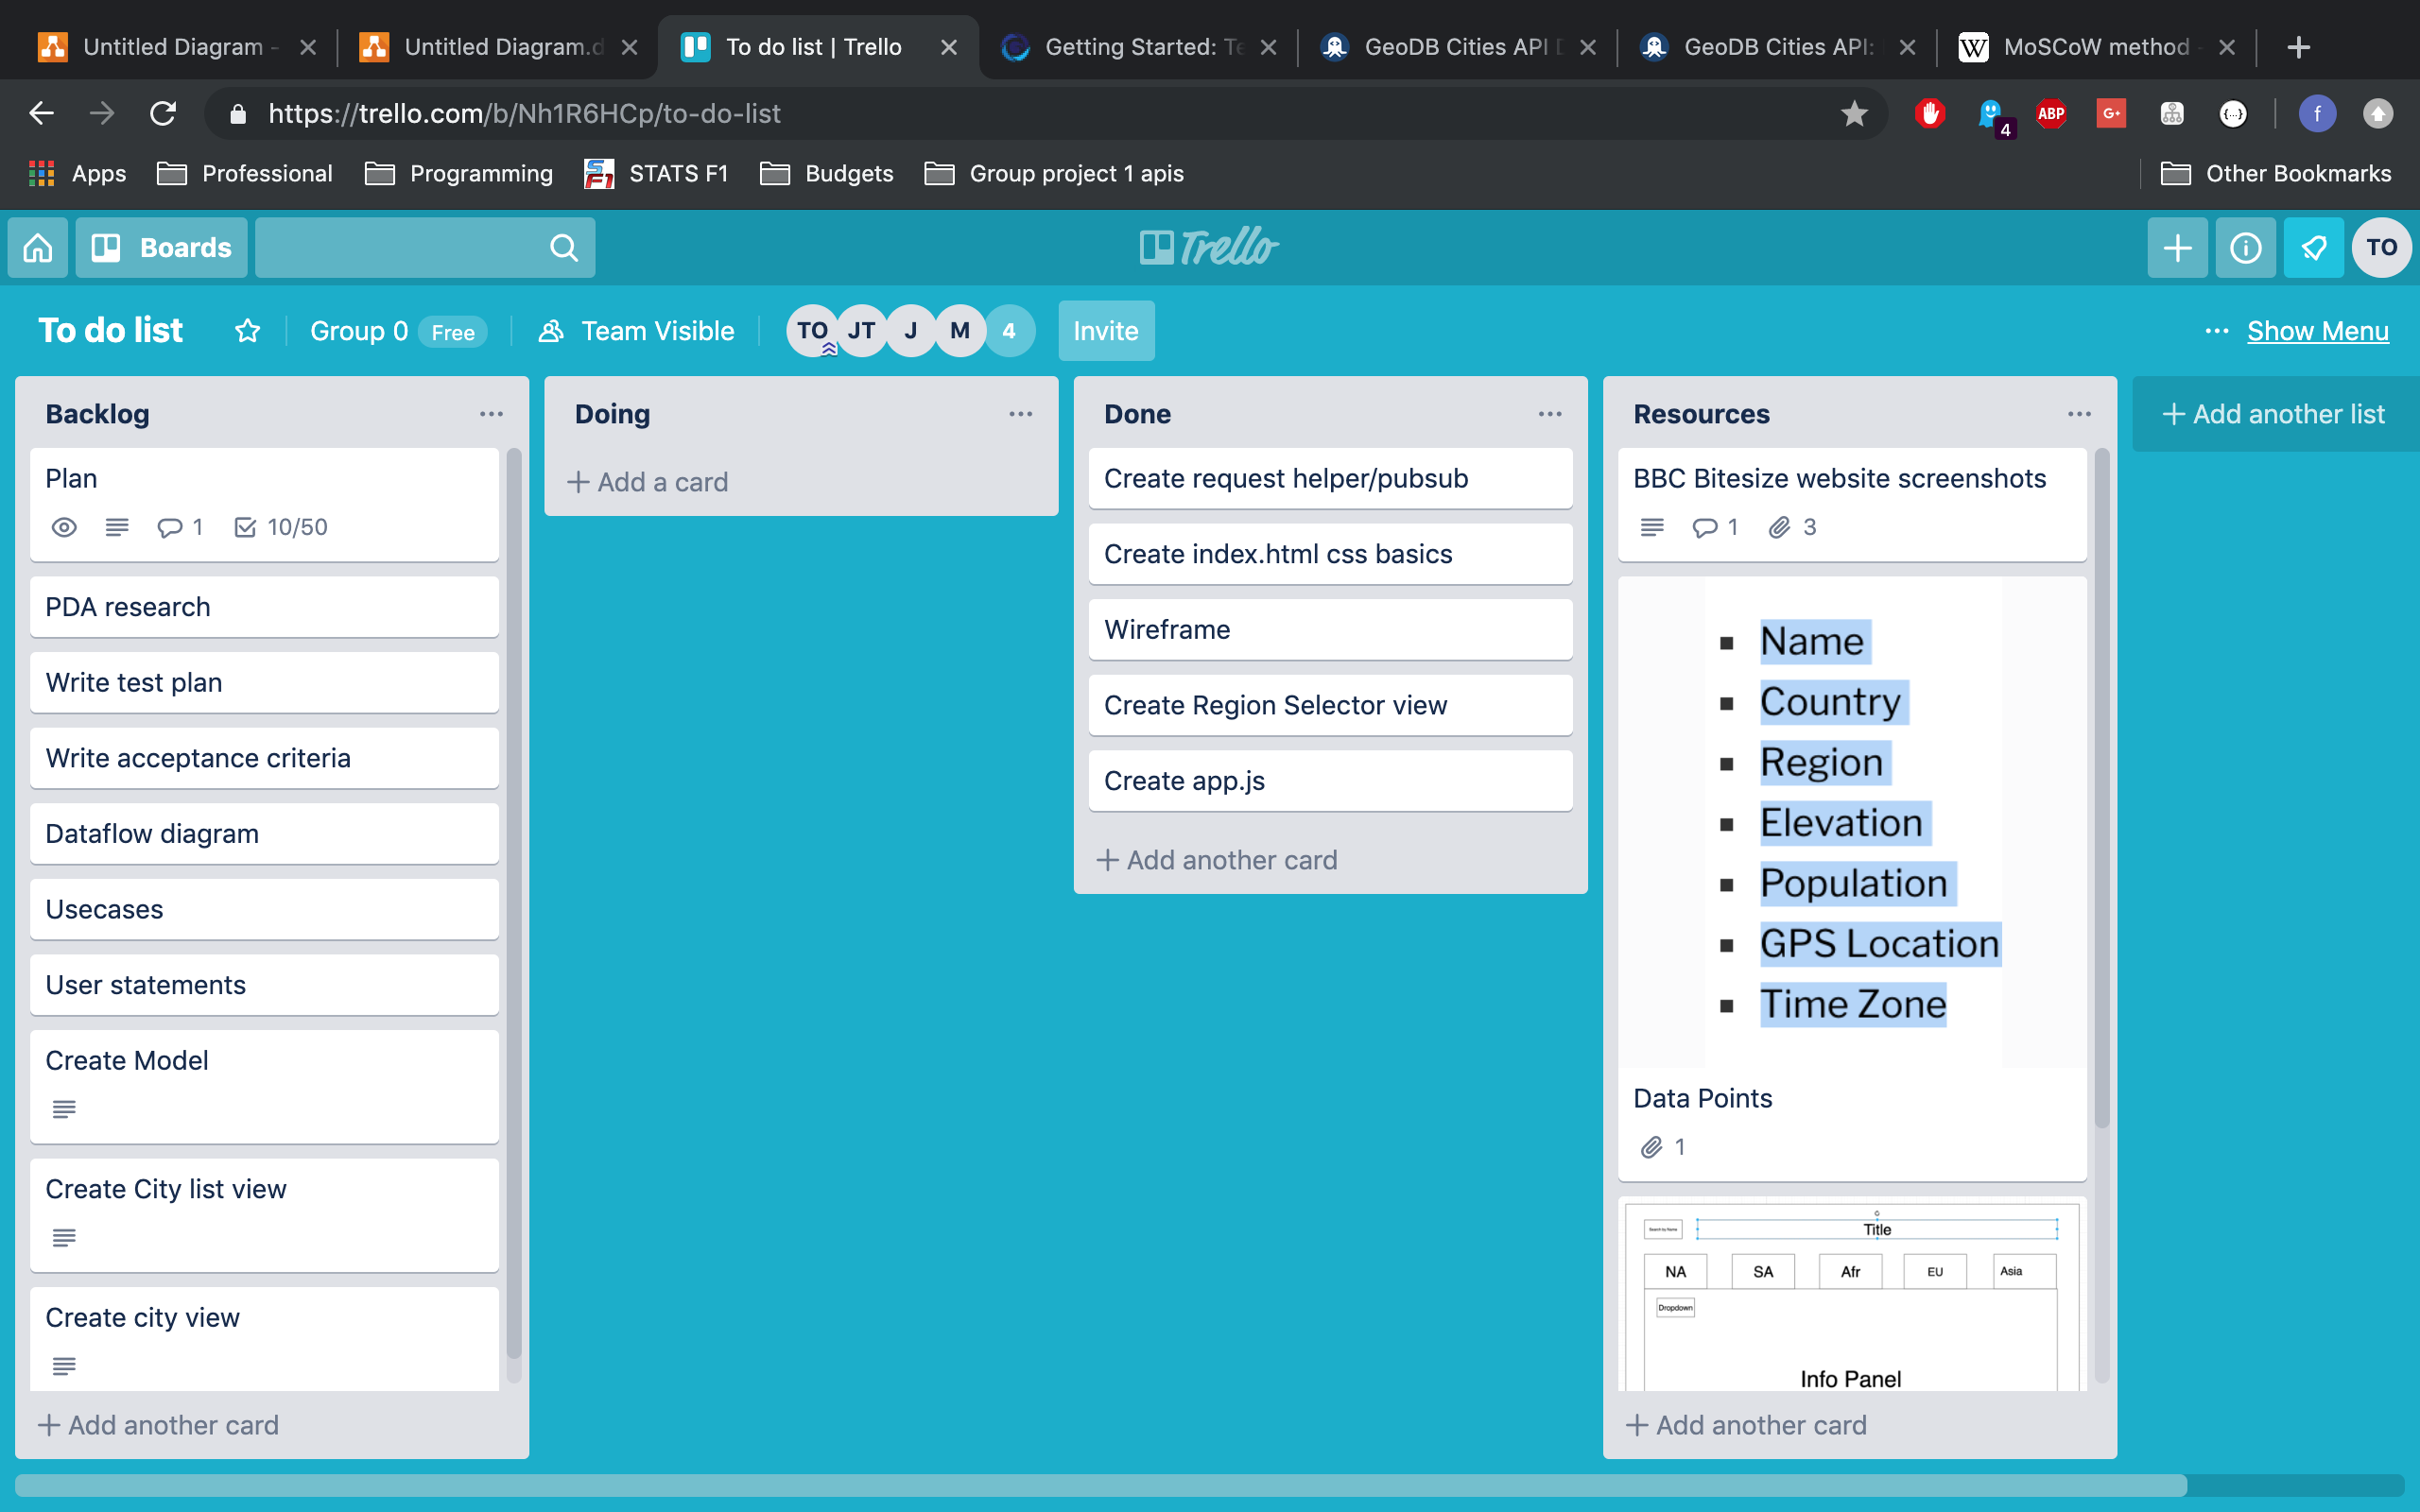 Untitled Diagram -
Untitled Diagram.d
To do list | Trello
Getting Started: Te
GeoDB Cities API D
GeoDB Cities API:
MoSCoW method -
https://trello.com/b/Nh1R6HCp/to-do-list
4
ABP
G+
{...}
f
Apps
Professional
Programming
STATS F1
Budgets
Group project 1 apis
Other Bookmarks
Boards
Trello
TO
To do list
Group 0 Free
Team Visible
TO JT J M 4
Invite
... Show Menu
Backlog
Plan
1 10/50
PDA research
Write test plan
Write acceptance criteria
Dataflow diagram
Usecases
User statements
Create Model
Create City list view
Create city view
+ Add another card
Doing
+ Add a card
Done
Create request helper/pubsub
Create index.html css basics
Wireframe
Create Region Selector view
Create app.js
+ Add another card
Resources
BBC Bitesize website screenshots
1 3
Name
Country
Region
Elevation
Population
GPS Location
Time Zone
Data Points
1
Search by Name
Title
NA SA Afr EU Asia
Dropdown
Info Panel
+ Add another card
+ Add another list